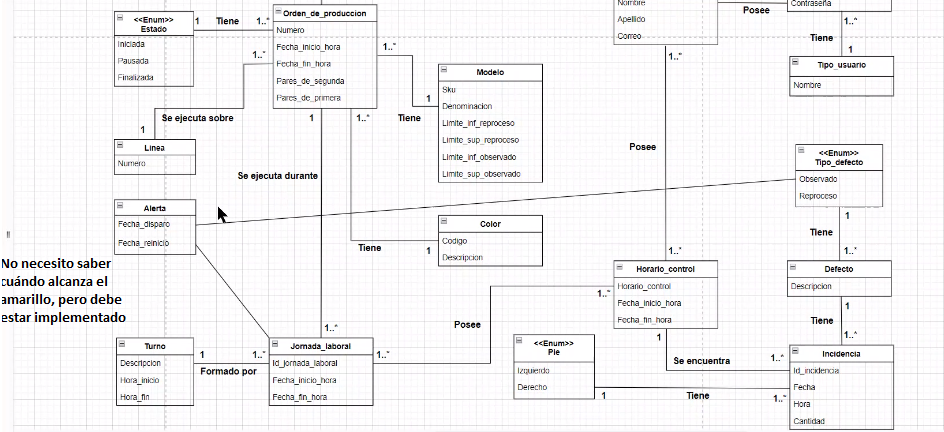 <<Enum>>
Estado
Iniciada
Pausada
Finalizada
1
Tiene
1..*
Orden_de_produccion
Numero
Fecha_inicio_hora
Fecha_fin_hora
Pares_de_segunda
Pares_de_primera
1..*
1..*
Se ejecuta sobre
1
Linea
Numero
1..*
Tiene
1
Modelo
Sku
Denominacion
Limite_inf_reproceso
Limite_sup_reproceso
Limite_inf_observado
Limite_sup_observado
1
Se ejecuta durante
1..*
Tiene
1
Color
Codigo
Descripcion
Nombre
Apellido
Correo
Posee
Contraseña
1..*
Tiene
1
Tipo_usuario
Nombre
1..*
Posee
1..*
<<Enum>>
Tipo_defecto
Observado
Reproceso
1
Tiene
1..*
Alerta
Fecha_disparo
Fecha_reinicio
No necesito saber
cuándo alcanza el
amarillo, pero debe
estar implementado
Horario_control
Horario_control
Fecha_inicio_hora
Fecha_fin_hora
1..*
Defecto
Descripcion
1
Tiene
1..*
Posee
1..*
Turno
Descripcion
Hora_inicio
Hora_fin
1
Formado por
1..*
Jornada_laboral
Id_jornada_laboral
Fecha_inicio_hora
Fecha_fin_hora
1..*
<<Enum>>
Pie
Izquierdo
Derecho
1
Se encuentra
1..*
1
Tiene
1..*
Incidencia
Id_incidencia
Fecha
Hora
Cantidad